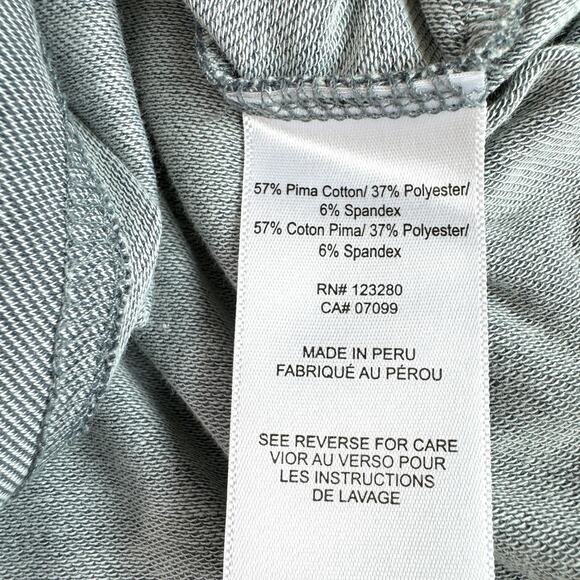 57% Pima Cotton/ 37% Polyester/
6% Spandex
57% Coton Pima/ 37% Polyester/
6% Spandex
RN# 123280
CA# 07099
MADE IN PERU
FABRIQUÉ AU PÉROU
SEE REVERSE FOR CARE
VIOR AU VERSO POUR
LES INSTRUCTIONS
DE LAVAGE